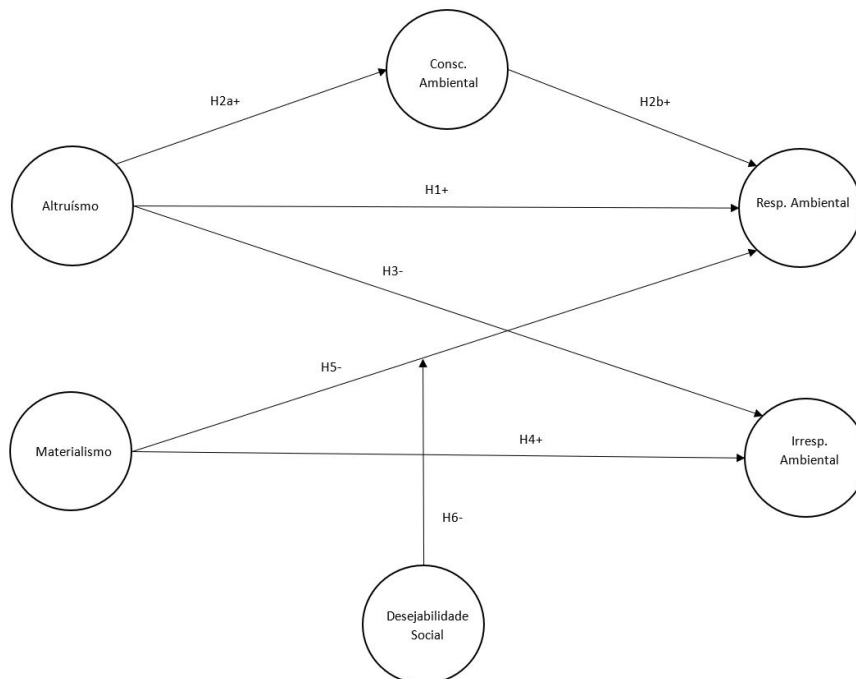 Consc.
Ambiental
H2a+
H2b+
H1+
Altruísmo
Resp. Ambiental
H3-
H5-
H4+
Materialismo
Irresp.
Ambiental
H6-
Desejabilidade
Social